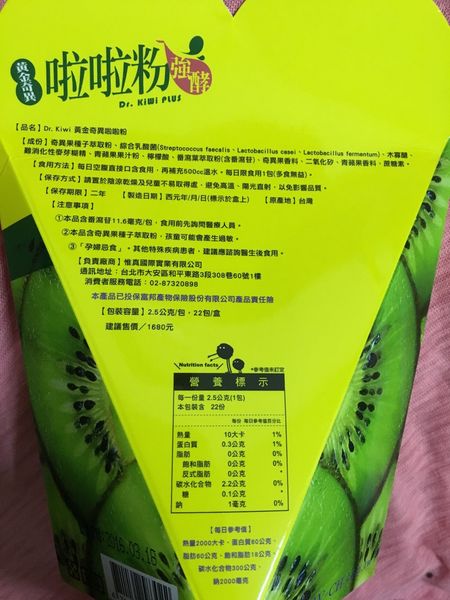 黃金奇異
啦啦粉
強酵
Dr. Kiwi PLUS
【品名】Dr. Kiwi 黃金奇異啦啦粉
【成份】奇異果種子萃取粉、綜合乳酸菌(Streptococcus faecalis、Lactobacillus casei、Lactobacillus fermentum)、木寡醣、
難消化性麥芽糊精、青蘋果果汁粉、檸檬酸、番瀉葉萃取粉(含番瀉苷)、奇異果香料、二氧化矽、青蘋果香料、蔗糖素。
【食用方法】每日空腹直接口含食用，再補充500cc溫水。每日限食用1包(多食無益)。
【保存方式】請置於陰涼乾燥及兒童不易取得處，避免高溫、陽光直射，以免影響品質。
【保存期限】二年 【製造日期】西元年/月/日(標示於盒上) 【原產地】台灣
【注意事項】
①本品含番瀉苷11.6毫克/包，食用前先詢問醫療人員。
②本品含奇異果種子萃取粉，孩童可能會產生過敏。
③「孕婦忌食」。其他特殊疾病患者，建議應諮詢醫生後食用。
【負責廠商】惟真國際實業有限公司
通訊地址：台北市大安區和平東路3段308巷60號1樓
消費者服務電話：02-87320898
本產品已投保富邦產物保險股份有限公司產品責任險
【包裝容量】2.5公克/包，22包/盒
建議售價／1680元
Nutrition facts
*參考值未訂定
營養標示
每一份量 2.5公克(1包)
本包裝含 22份
每份 每日參考值百分比
熱量 10大卡 1%
蛋白質 0.3公克 1%
脂肪 0公克 0%
飽和脂肪 0公克 0%
反式脂肪 0公克 *
碳水化合物 2.2公克 0%
糖 0.1公克 *
鈉 1毫克 0%
【每日參考值】
熱量2000大卡、蛋白質60公克、
脂肪60公克、飽和脂肪18公克、
碳水化合物300公克、
鈉2000毫克
2016.03.16